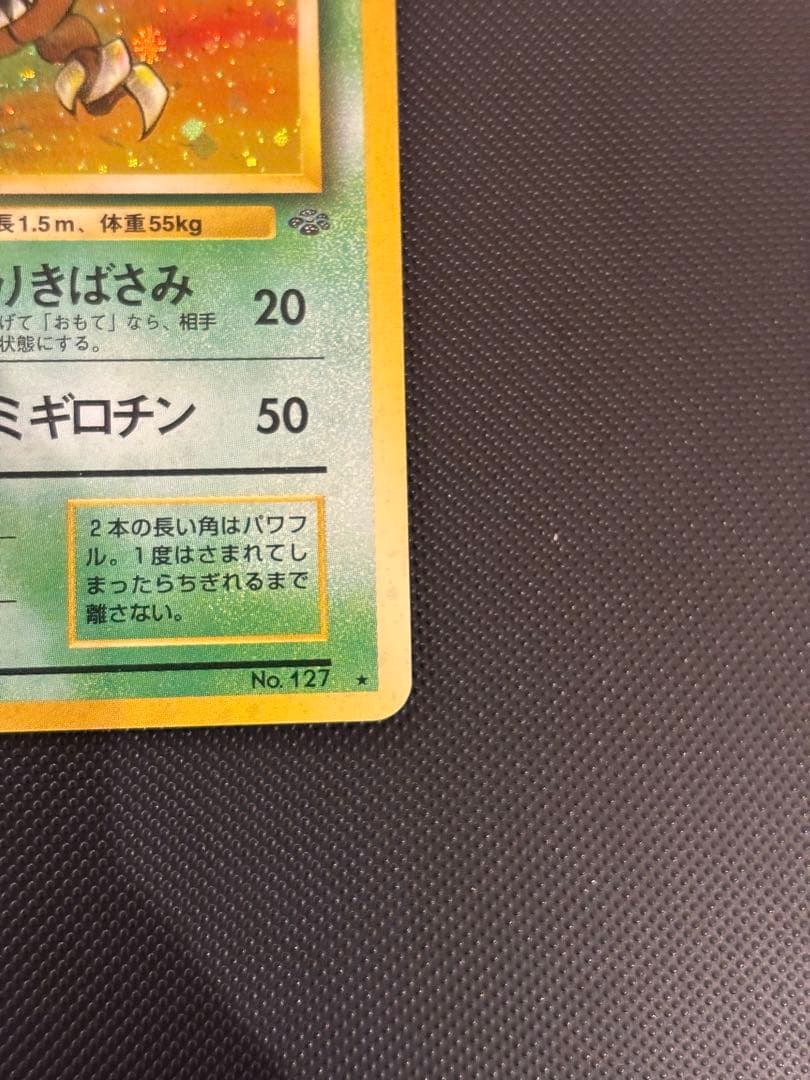 長1.5m、体重55kg
りきばさみ 20
げて「おもて」なら、相手
状態にする。
ミギロチン 50
2本の長い角はパワフ
ル。1度はさまれてし
まったらちぎれるまで
離さない。
No. 127 ★